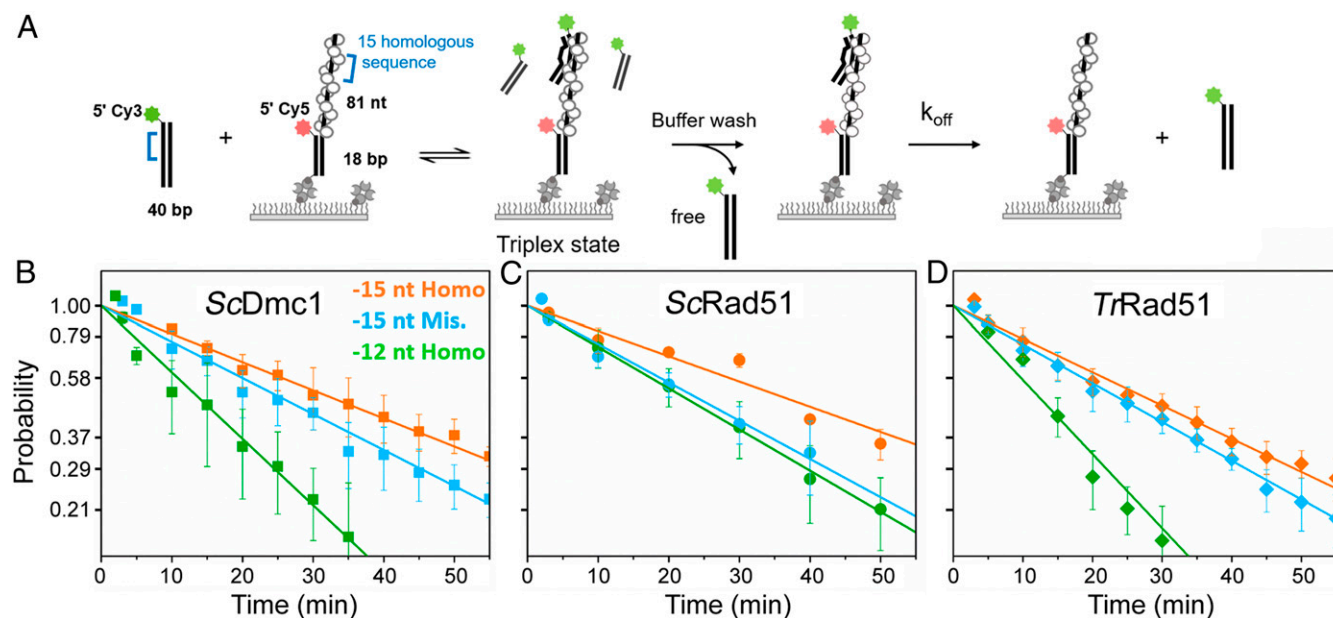 A
15 homologous
sequence
5' Cy3
5' Cy5
81 nt
+
18 bp
40 bp
Triplex state
Buffer wash
free
k_off
+
B
ScDmc1
-15 nt Homo
-15 nt Mis.
-12 nt Homo
C
ScRad51
D
TrRad51
Probability
1.00
0.79
0.58
0.37
0.29
0.21
0 10 20 30 40 50
Time (min)
0 10 20 30 40 50
Time (min)
0 10 20 30 40 50
Time (min)